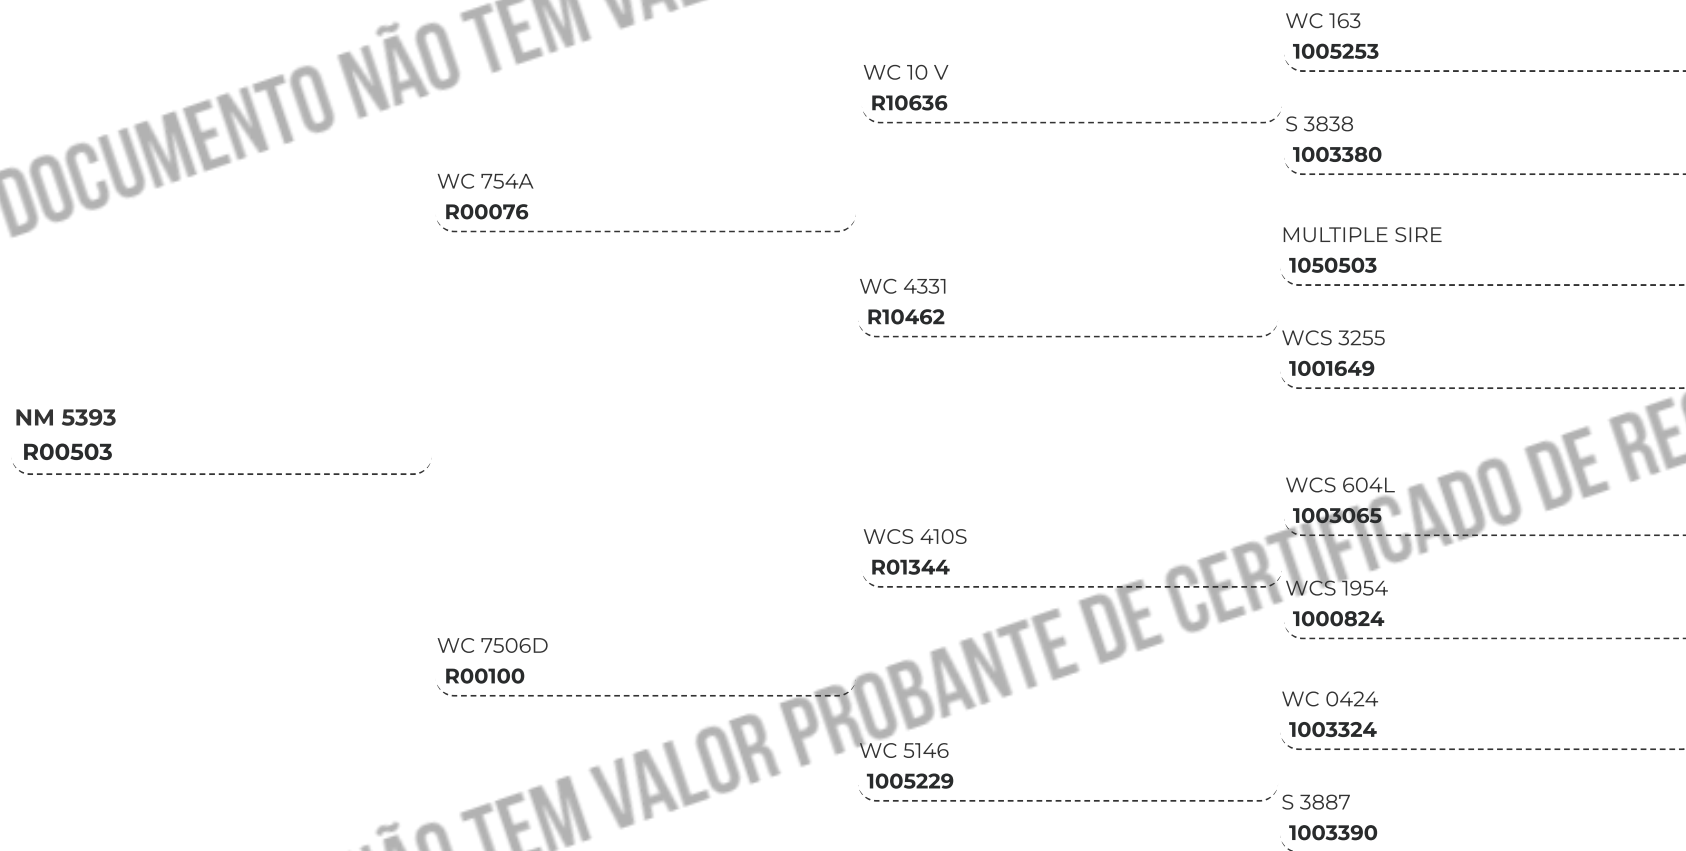 DOCUMENTO NÃO TEM
WC 163
1005253
WC 10 V
R10636
S 3838
1003380
WC 754A
R00076
MULTIPLE SIRE
1050503
WC 4331
R10462
WCS 3255
1001649
NM 5393
R00503
WCS 604L
1003065
WCS 410S
R01344
WCS 1954
1000824
WC 7506D
R00100
WC 0424
1003324
WC 5146
1005229
S 3887
1003390
NÃO TEM VALOR PROBANTE DE CERTIFICADO DE